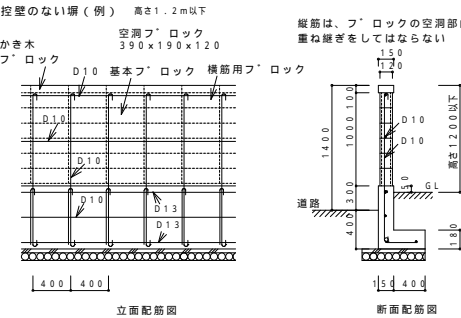 控壁のない塀(例) 高さ1.2m以下
空洞ブロック
390x190x120
かき木
ブロック
D10
基本ブロック
横筋用ブロック
D10
D10
D10
D13
D13
400
400
立面配筋図
縦筋は、ブロックの空洞部
重ね継ぎをしてはならない
150
120
100
1000
1400
300
400
D10
D10
高さ1200以下
50
GL
道路
180
150
400
断面配筋図